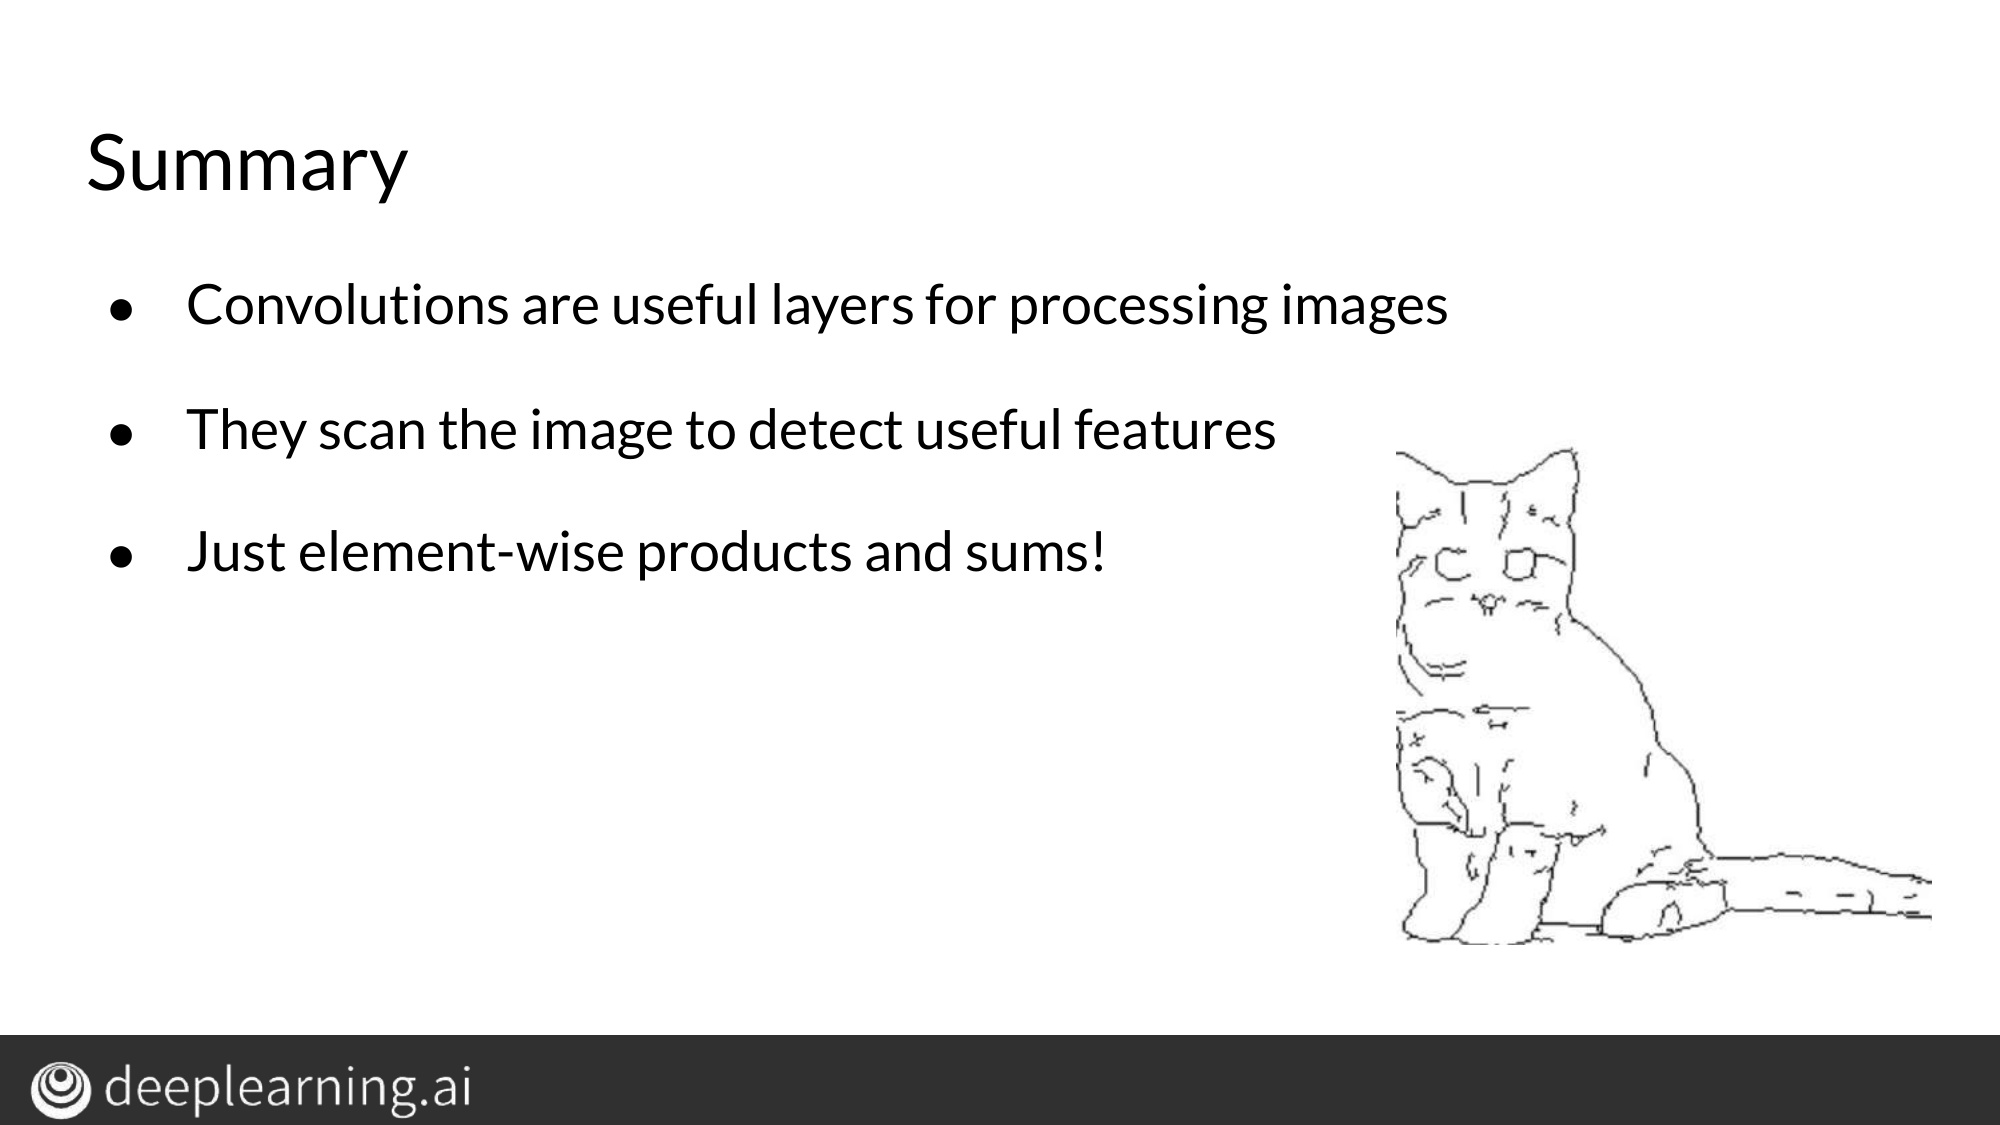 Summary
● Convolutions are useful layers for processing images
● They scan the image to detect useful features
● Just element-wise products and sums!
deeplearning.ai